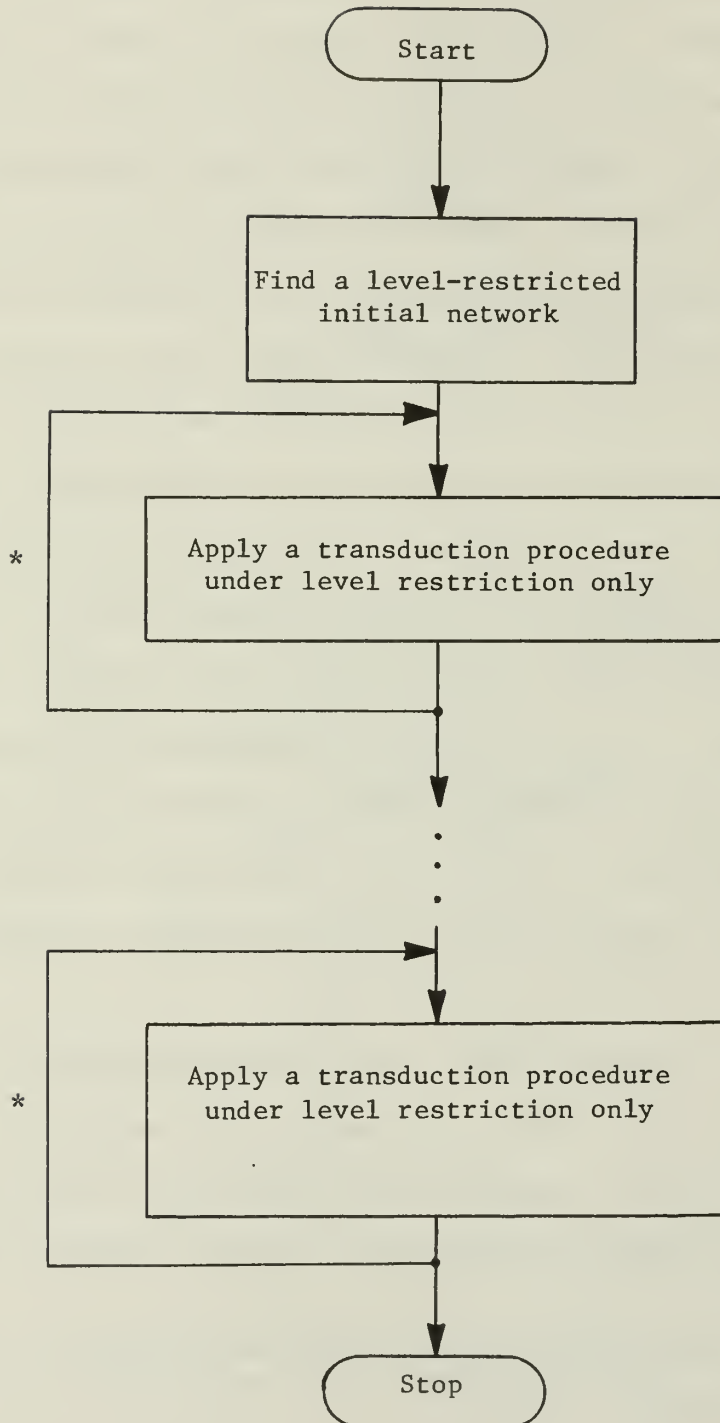 Start
Find a level-restricted
initial network
*
Apply a transduction procedure
under level restriction only
.
.
.
*
Apply a transduction procedure
under level restriction only
Stop